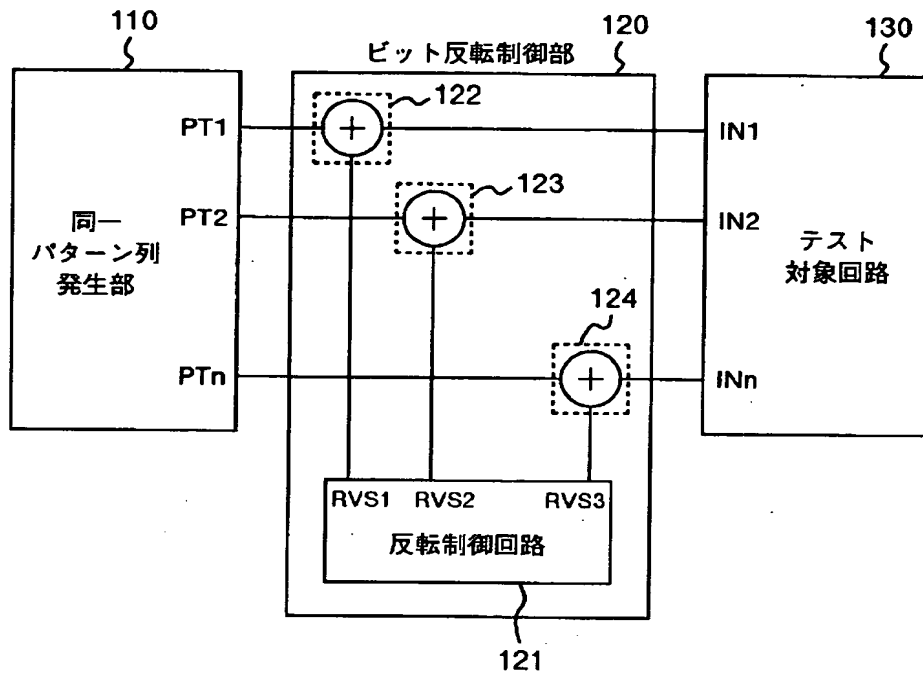 110
120
130
ビット反転制御部
122
PT1
IN1
123
PT2
IN2
同一
パターン列
発生部
テスト
対象回路
124
PTn
INn
RVS1 RVS2 RVS3
反転制御回路
121